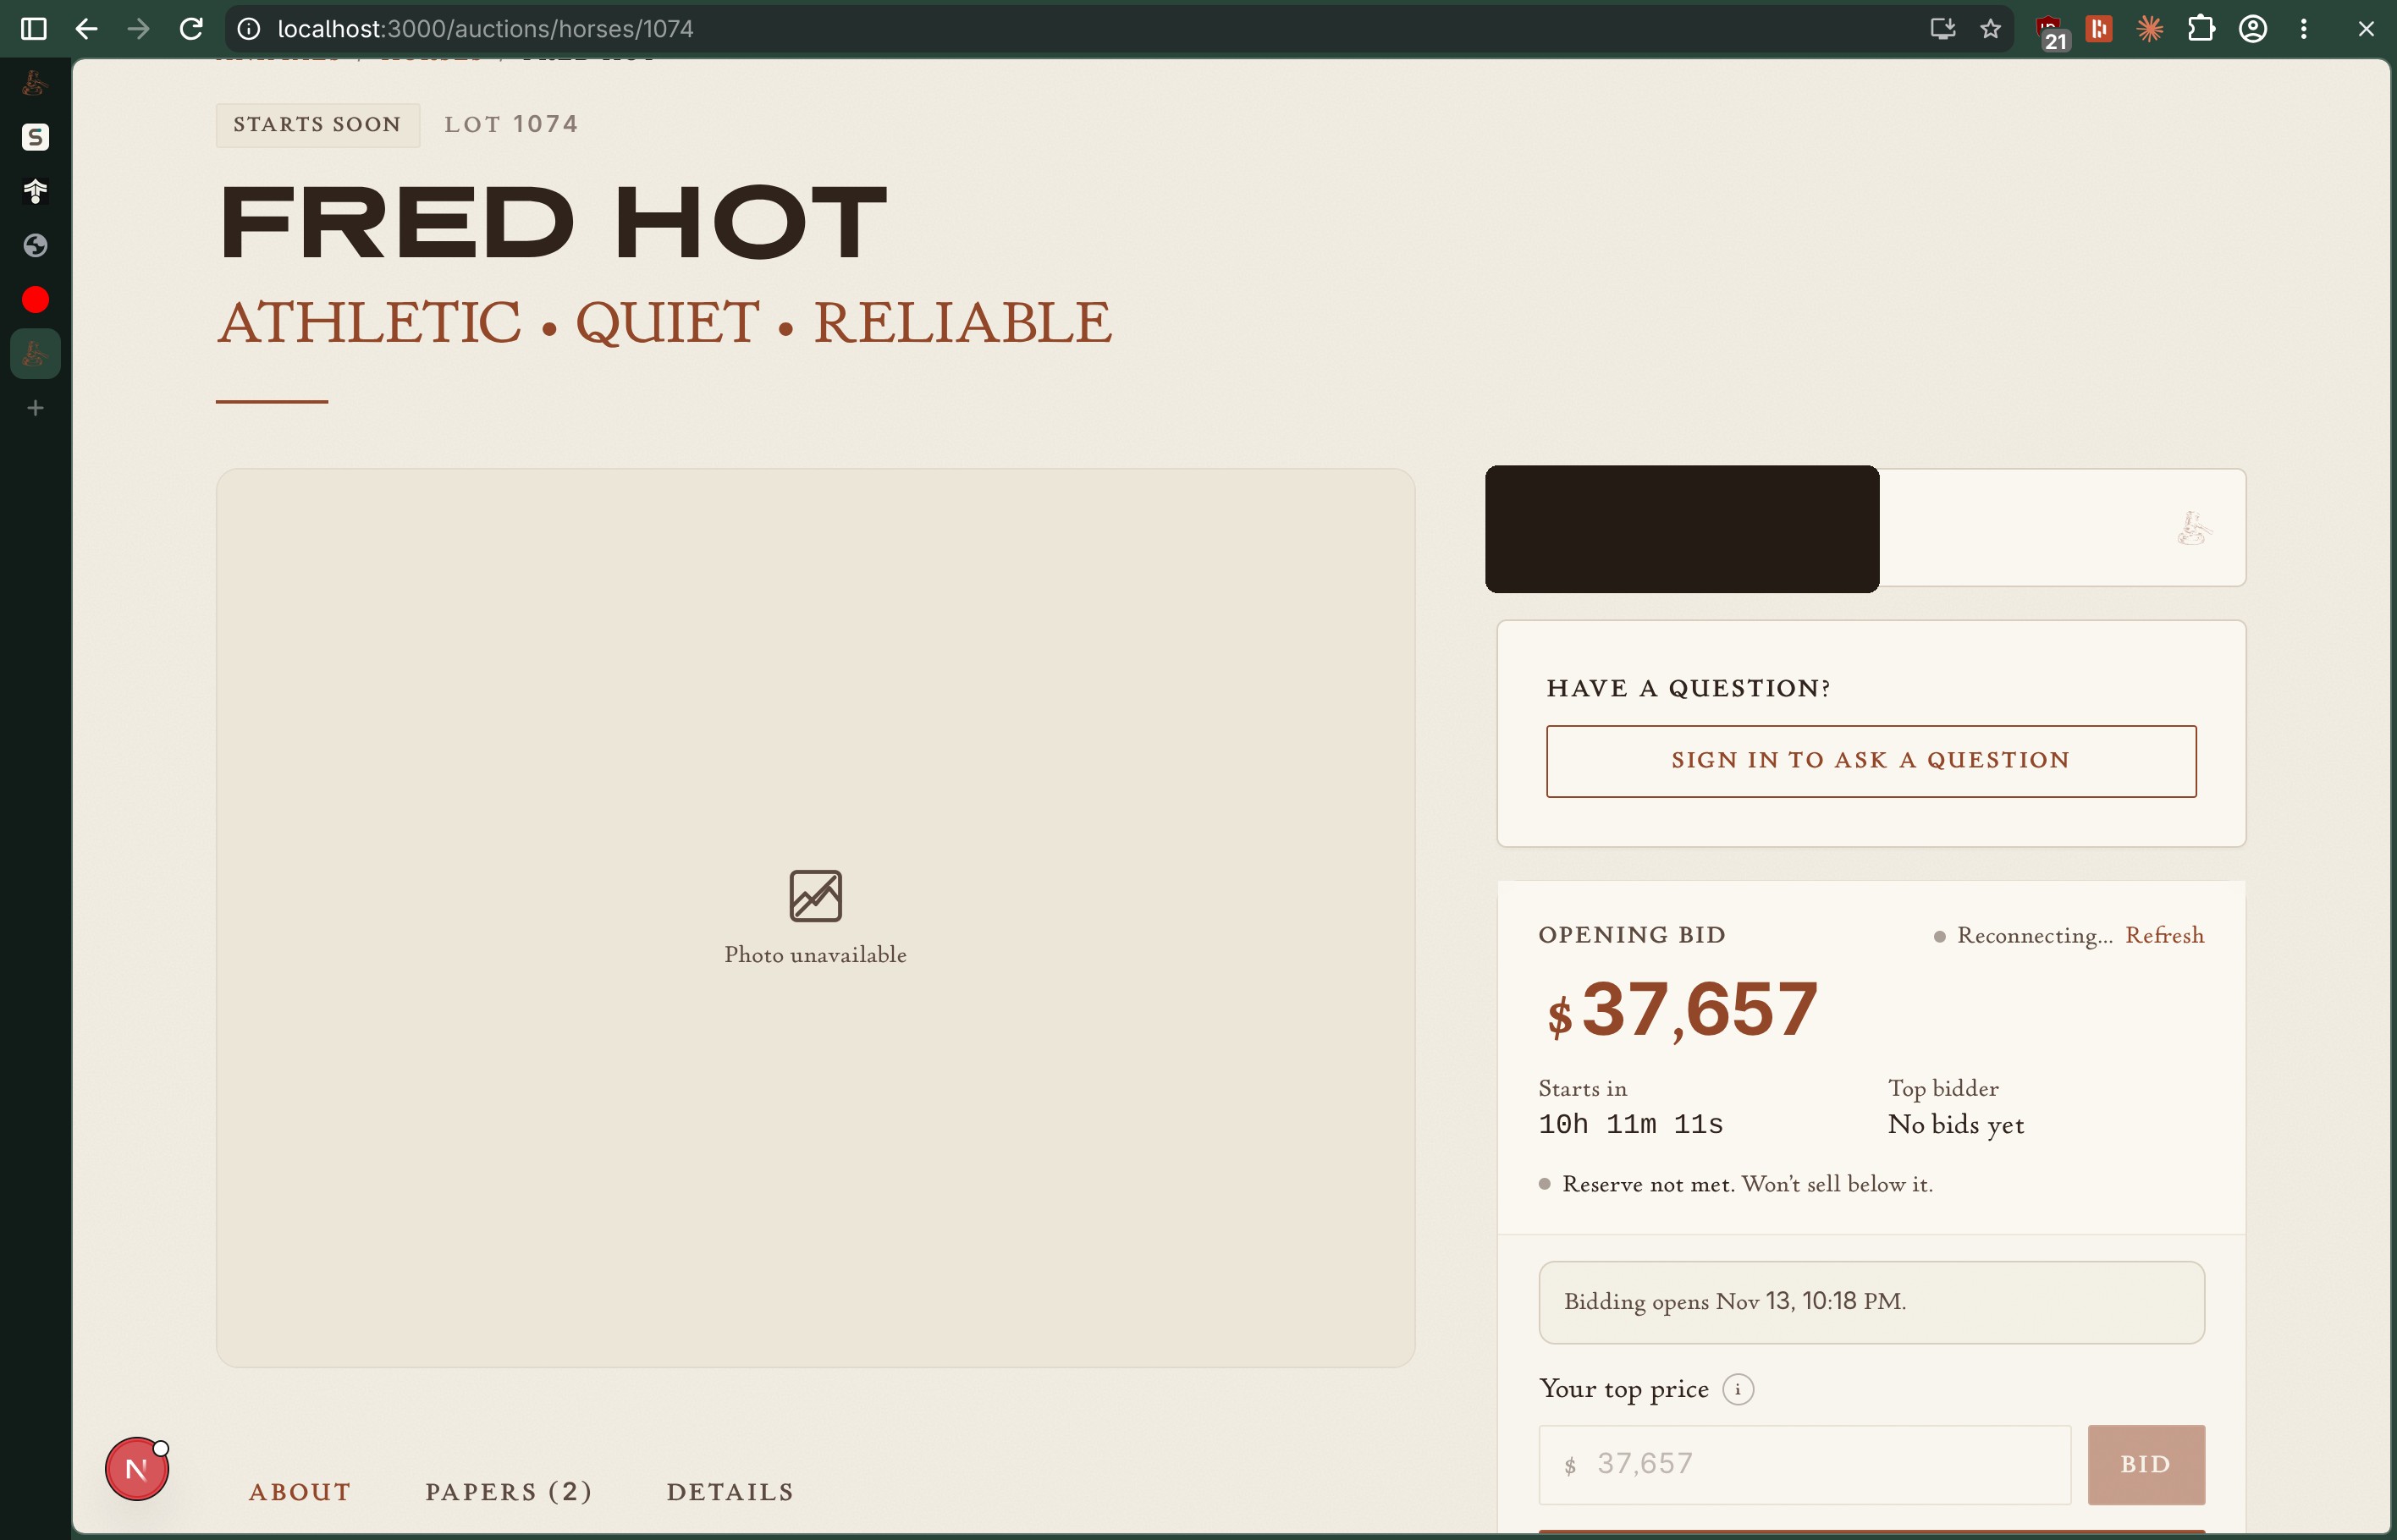 localhost:3000/auctions/horses/1074
21
STARTS SOON
LOT 1074
FRED HOT
ATHLETIC • QUIET • RELIABLE
HAVE A QUESTION?
SIGN IN TO ASK A QUESTION
Photo unavailable
OPENING BID
Reconnecting... Refresh
$37,657
Starts in
Top bidder
10h 11m 11s
No bids yet
Reserve not met. Won't sell below it.
Bidding opens Nov 13, 10:18 PM.
Your top price
i
$ 37,657
BID
N
ABOUT
PAPERS (2)
DETAILS